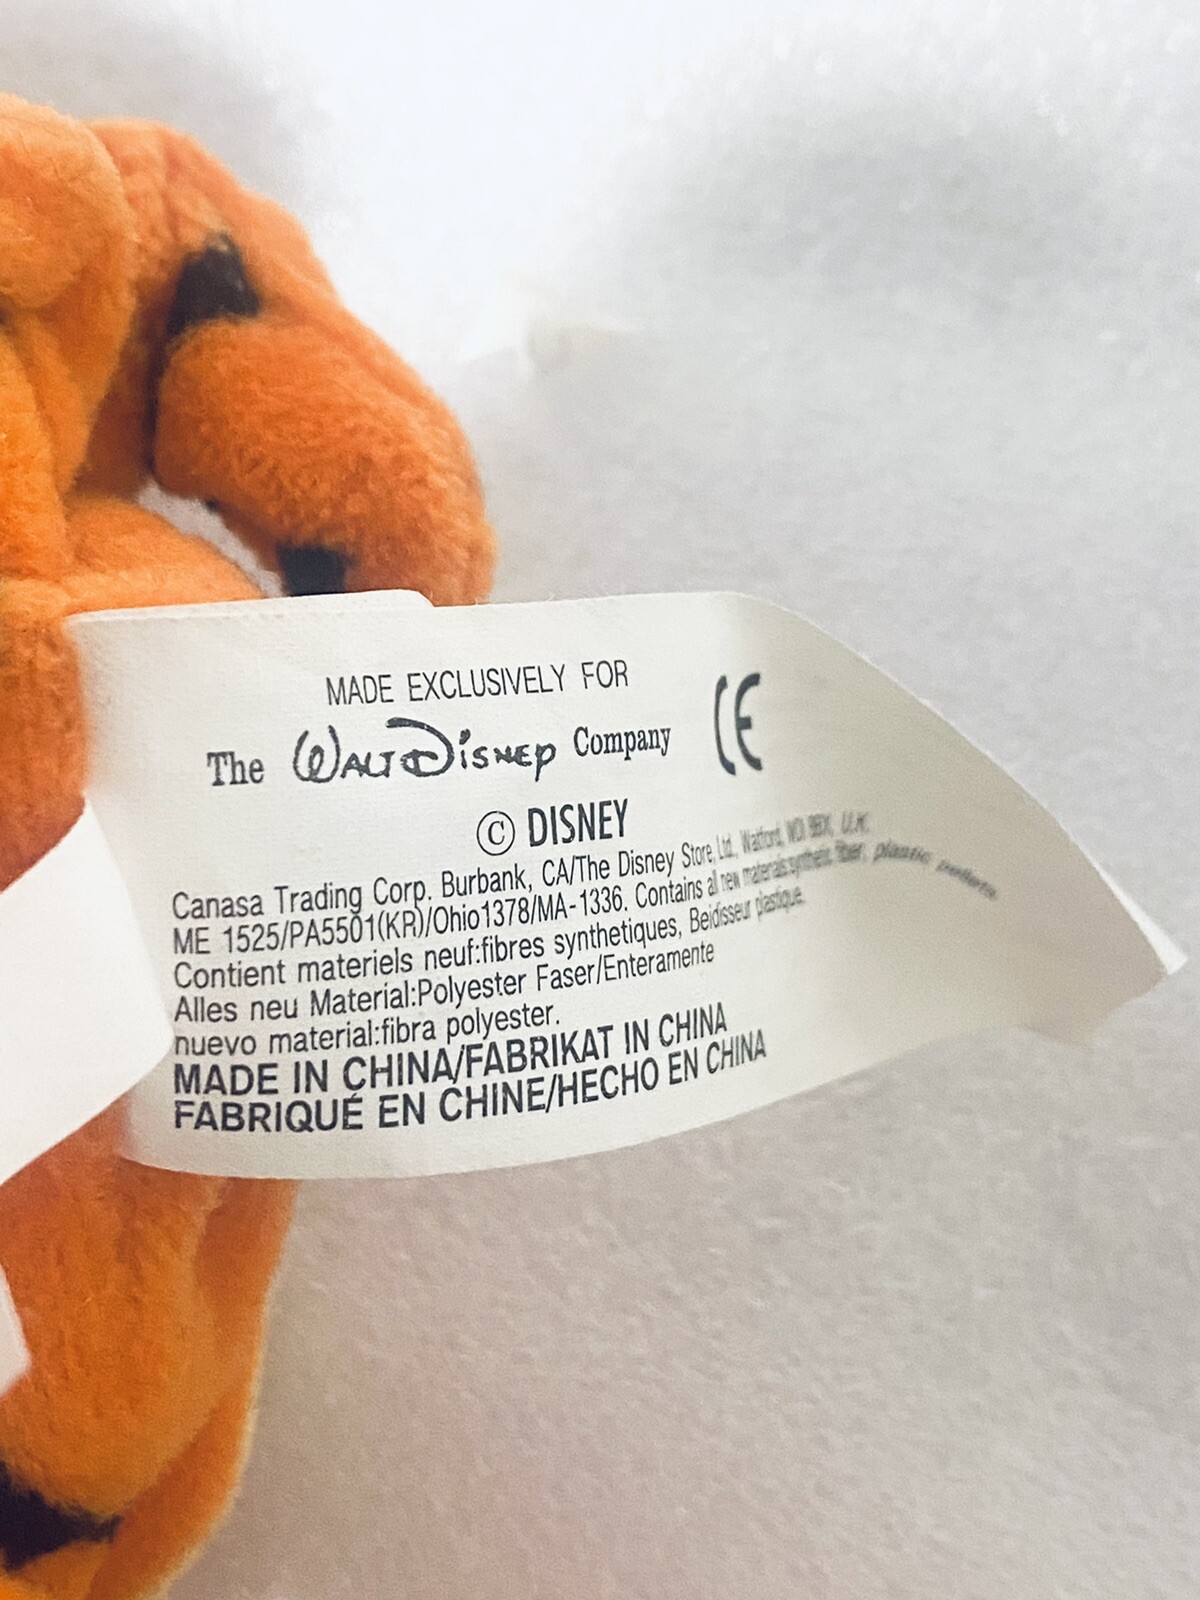 MADE EXCLUSIVELY FOR
The WALT DISNEY Company CE
© DISNEY
Canasa Trading Corp. Burbank, CA/The Disney Store, Ltd. Watford, WD1 8BX, U.K.
ME 1525/PA5501(KR)/Ohio1378/MA-1336. Contains all new materials:synthetic fiber, plastic pellets.
Contient materiels neuf:fibres synthetiques, Beidisseur plastique.
Alles neu Material:Polyester Faser/Enteramente
nuevo material:fibra polyester.
MADE IN CHINA/FABRIKAT IN CHINA
FABRIQUÉ EN CHINE/HECHO EN CHINA